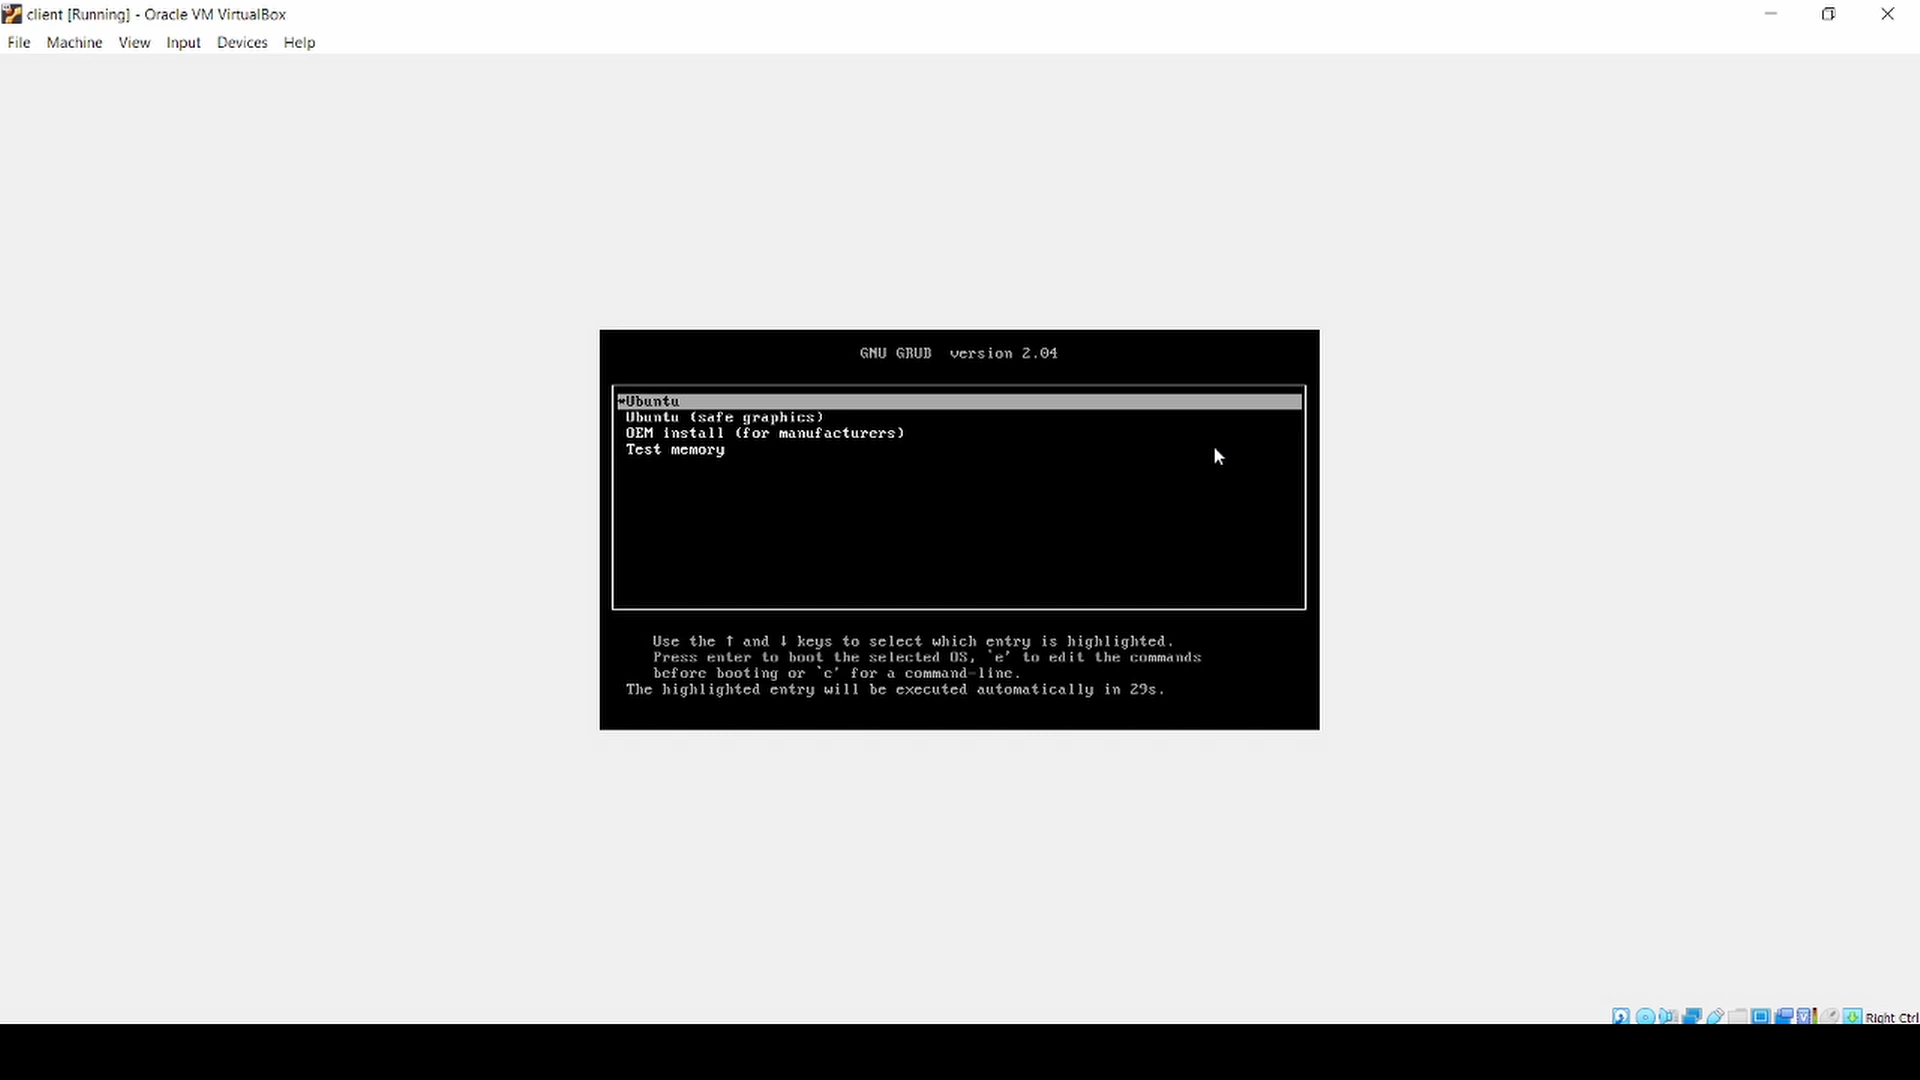 client [Running] - Oracle VM VirtualBox
File Machine View Input Devices Help
GNU GRUB version 2.04
*Ubuntu
Ubuntu (safe graphics)
OEM install (for manufacturers)
Test memory
Use the ↑ and ↓ keys to select which entry is highlighted.
Press enter to boot the selected OS, `e' to edit the commands
before booting or `c' for a command-line.
The highlighted entry will be executed automatically in 29s.
Right Ctrl